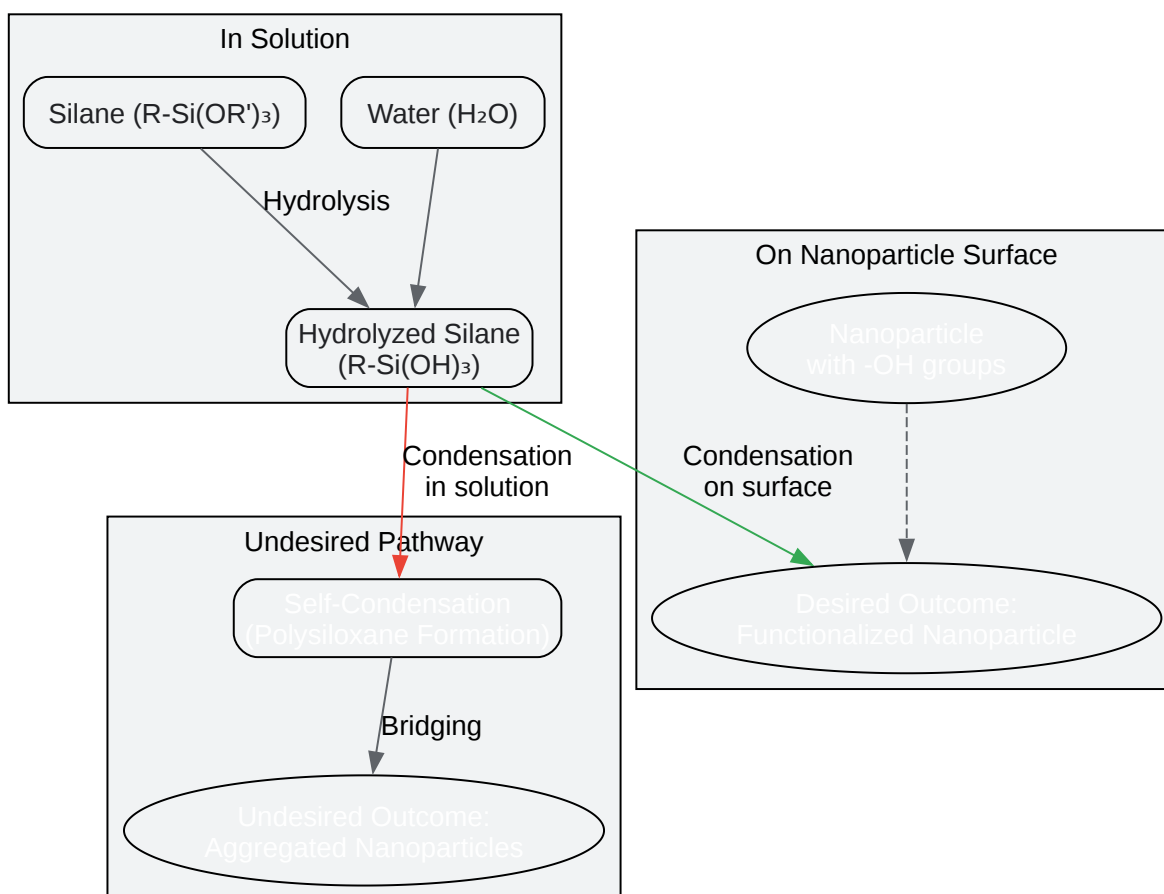 In Solution
Silane (R-Si(OR')₃)
Water (H₂O)
Hydrolysis
Hydrolyzed Silane
(R-Si(OH)₃)
On Nanoparticle Surface
Nanoparticle
with -OH groups
Condensation
in solution
Condensation
on surface
Undesired Pathway
Self-Condensation
(Polysiloxane Formation)
Desired Outcome:
Functionalized Nanoparticle
Bridging
Undesired Outcome:
Aggregated Nanoparticles